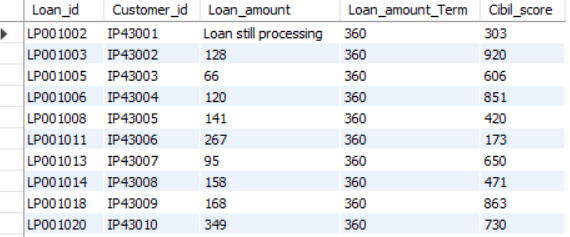 Loan_id Customer_id Loan_amount Loan_amount_Term Cibil_score
LP001002 IP43001 Loan still processing 360 303
LP001003 IP43002 128 360 920
LP001005 IP43003 66 360 606
LP001006 IP43004 120 360 851
LP001008 IP43005 141 360 420
LP001011 IP43006 267 360 173
LP001013 IP43007 95 360 650
LP001014 IP43008 158 360 471
LP001018 IP43009 168 360 863
LP001020 IP43010 349 360 730